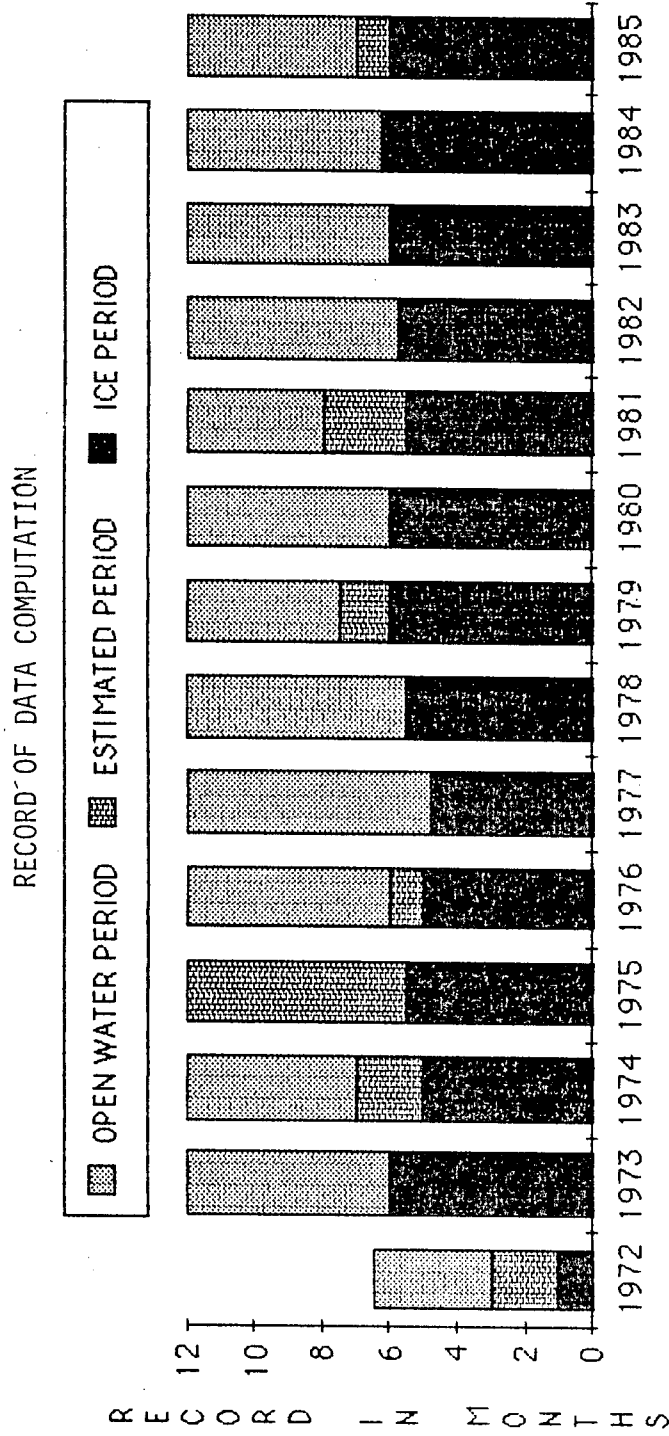 RECORD OF DATA COMPUTATION
OPEN WATER PERIOD ESTIMATED PERIOD ICE PERIOD
RECORD IN MONTHS
12
10
8
6
4
2
0
1972 1973 1974 1975 1976 1977 1978 1979 1980 1981 1982 1983 1984 1985